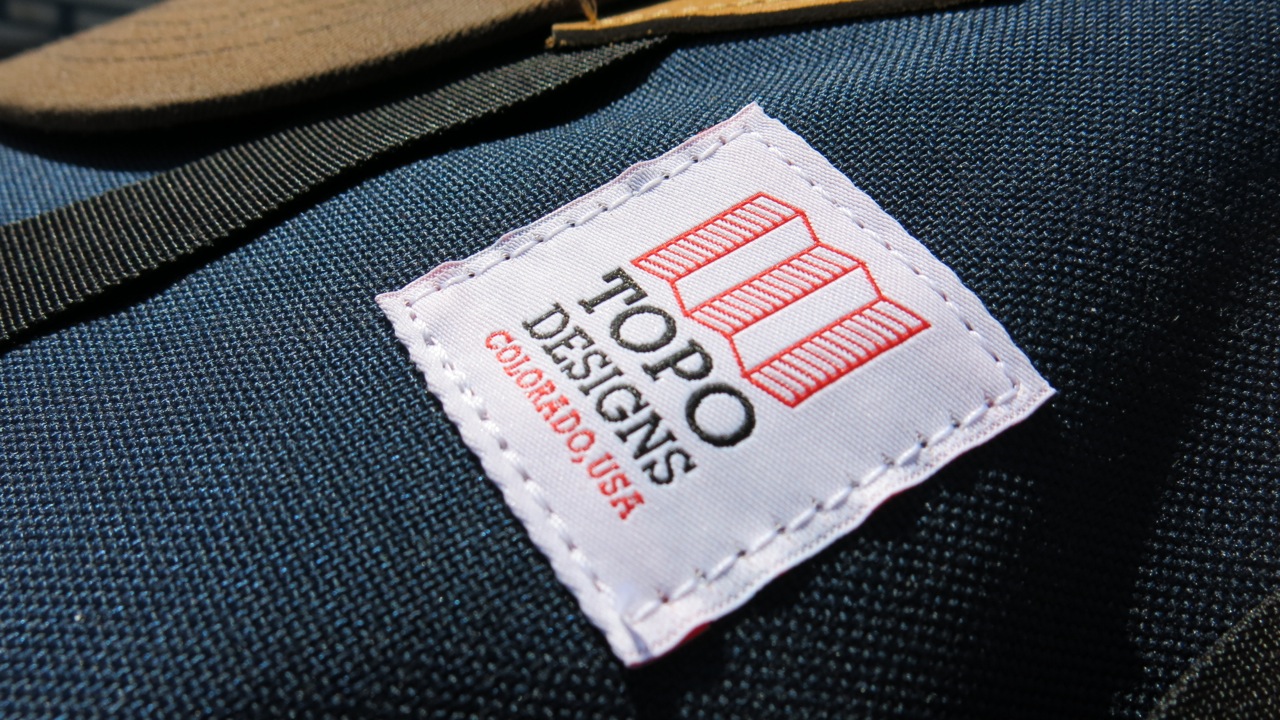 TOPO
DESIGNS
COLORADO, USA